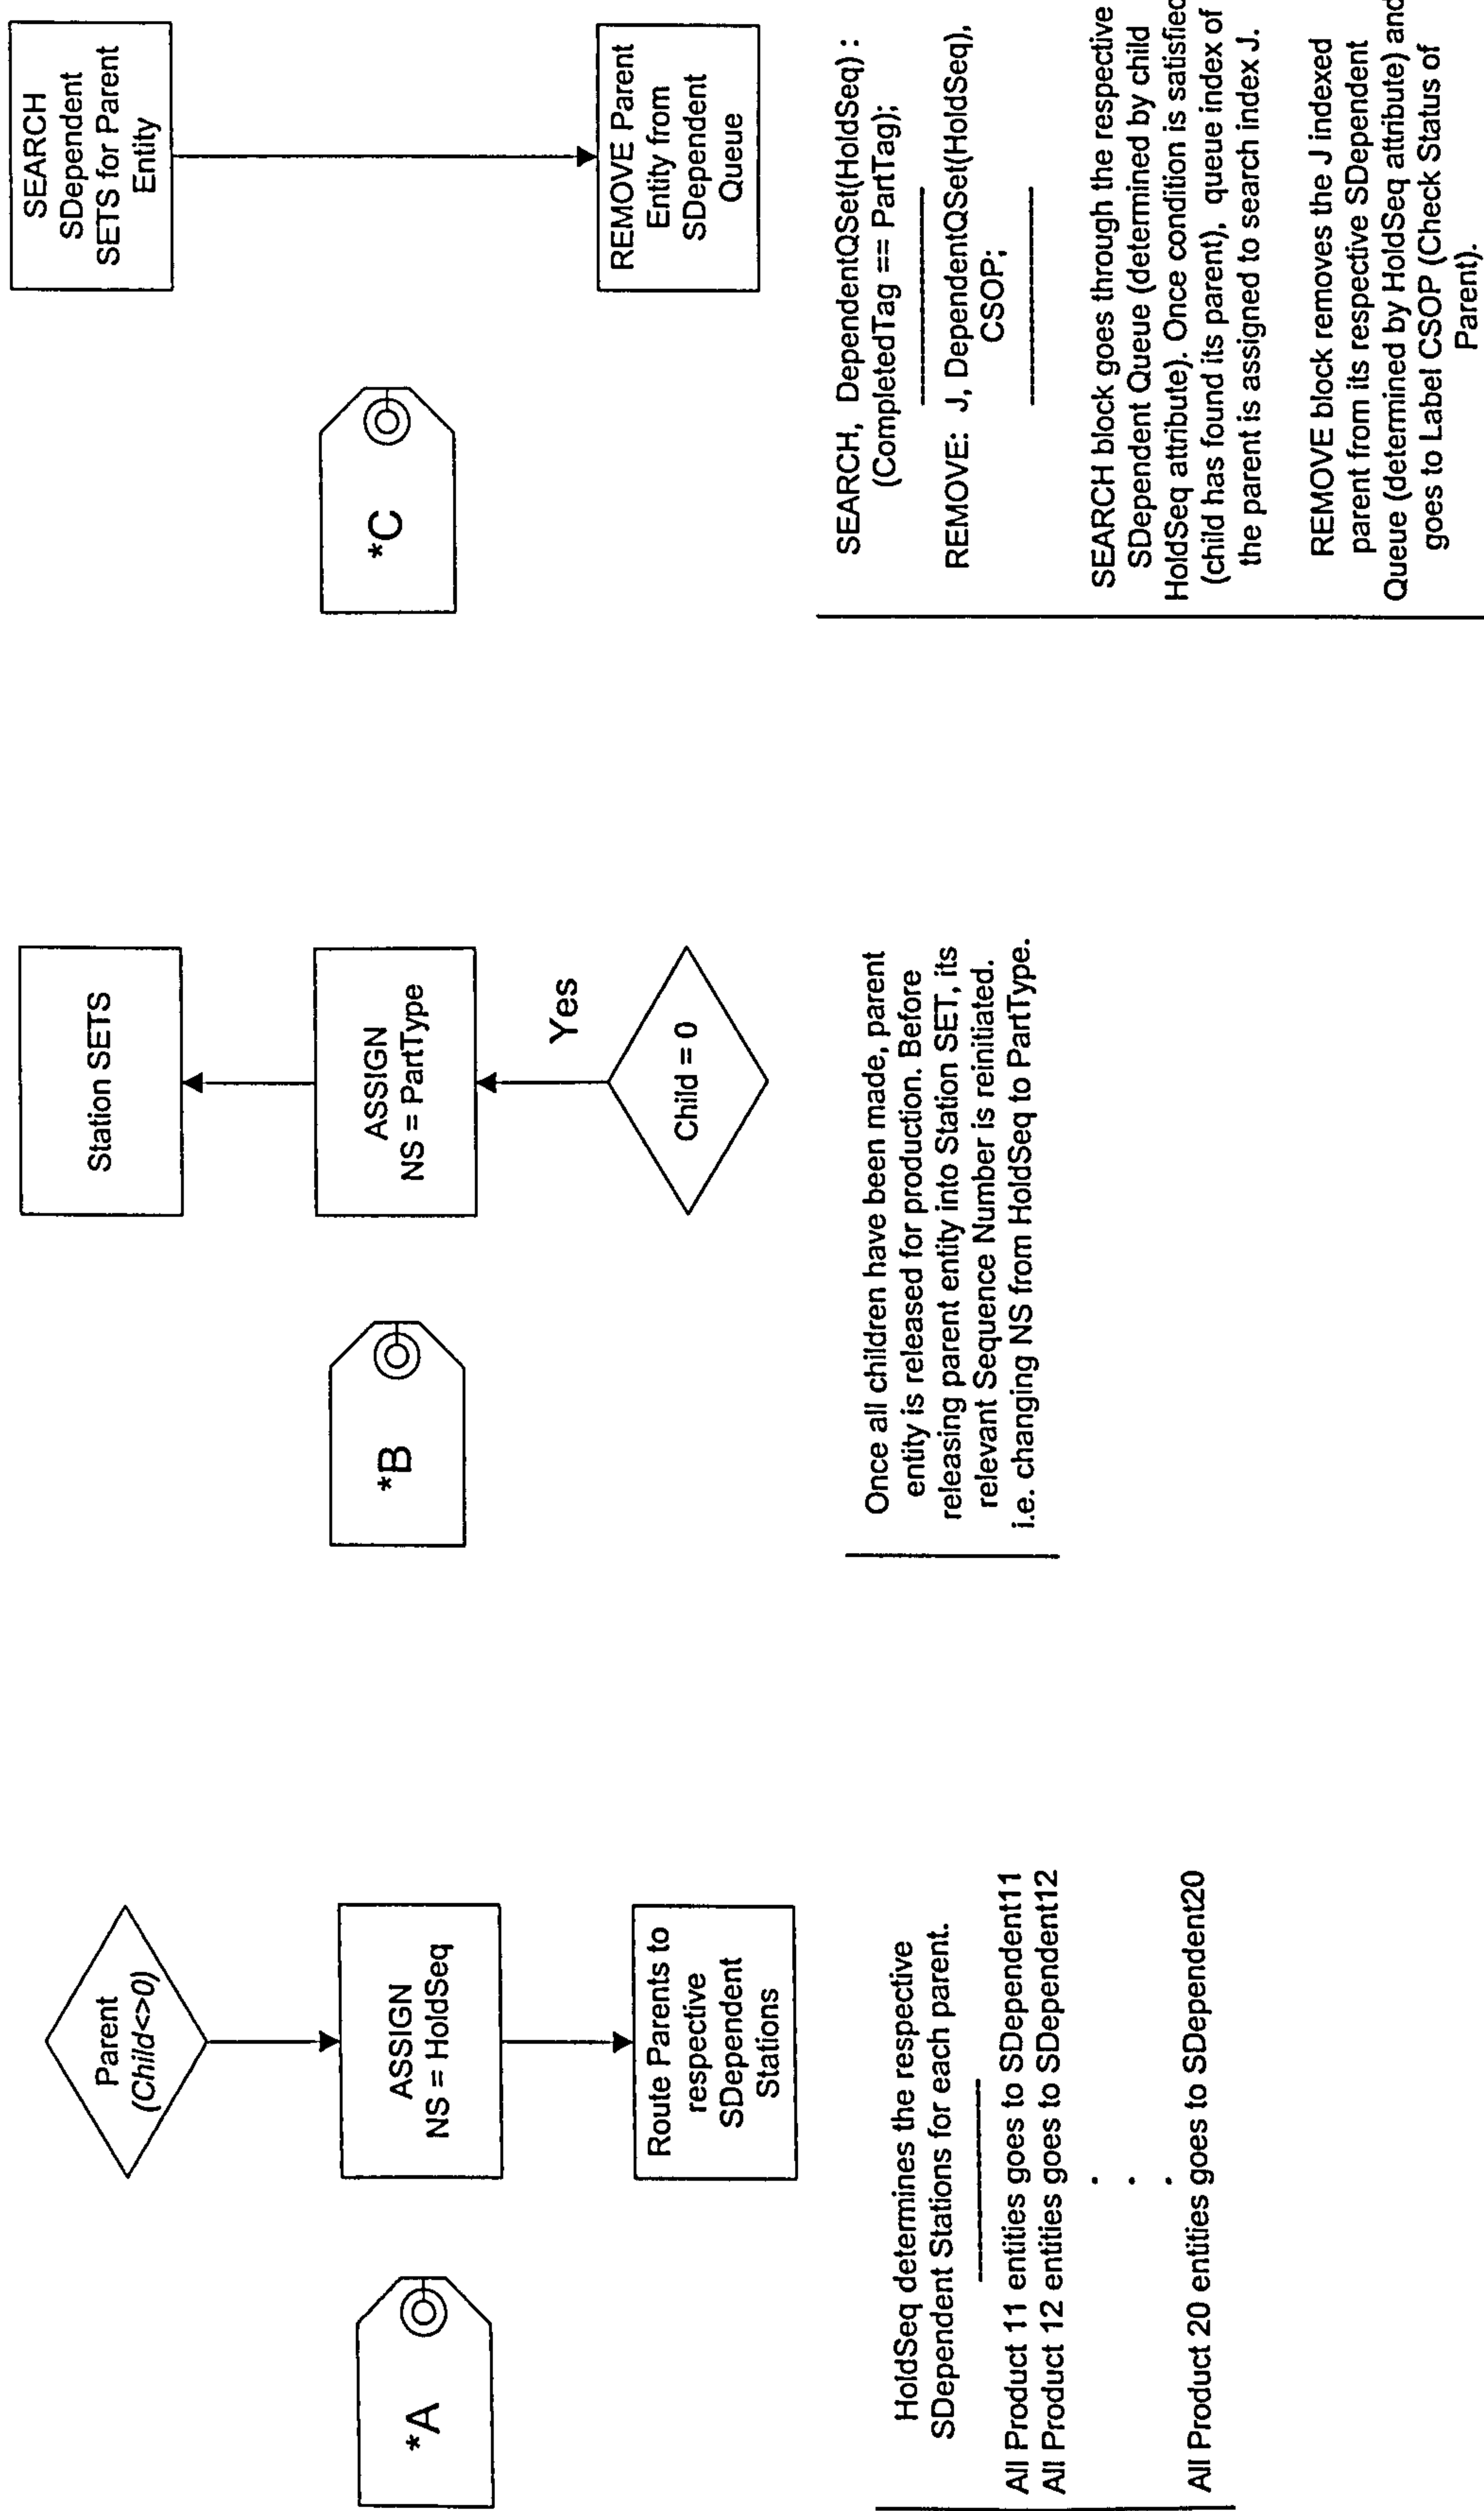 *A
Parent
(Child<>0)
ASSIGN
NS = HoldSeq
Route Parents to
respective
SDependent
Stations
HoldSeq determines the respective
SDependent Stations for each parent.
All Product 11 entities goes to SDependent11
All Product 12 entities goes to SDependent12
.
.
.
All Product 20 entities goes to SDependent20
*B
Station SETS
ASSIGN
NS = PartType
Yes
Child = 0
Once all children have been made, parent
entity is released for production. Before
releasing parent entity into Station SET, its
relevant Sequence Number is reinitiated.
i.e. changing NS from HoldSeq to PartType.
*C
SEARCH
SDependent
SETS for Parent
Entity
REMOVE Parent
Entity from
SDependent
Queue
SEARCH, DependentQSet(HoldSeq) :
(CompletedTag == PartTag);
REMOVE: J, DependentQSet(HoldSeq),
CSOP;
SEARCH block goes through the respective
SDependent Queue (determined by child
HoldSeq attribute). Once condition is satisfied
(child has found its parent), queue index of
the parent is assigned to search index J.
REMOVE block removes the J indexed
parent from its respective SDependent
Queue (determined by HoldSeq attribute) and
goes to Label CSOP (Check Status of
Parent).